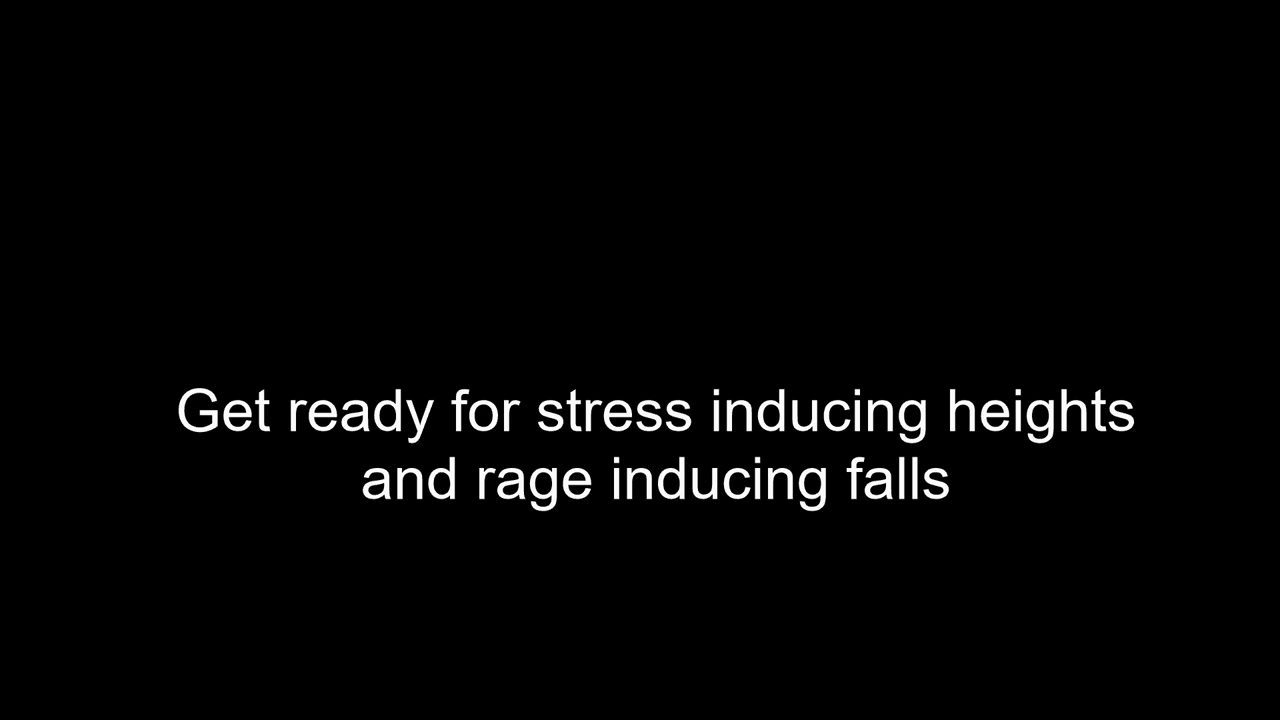 Get ready for stress inducing heights
and rage inducing falls